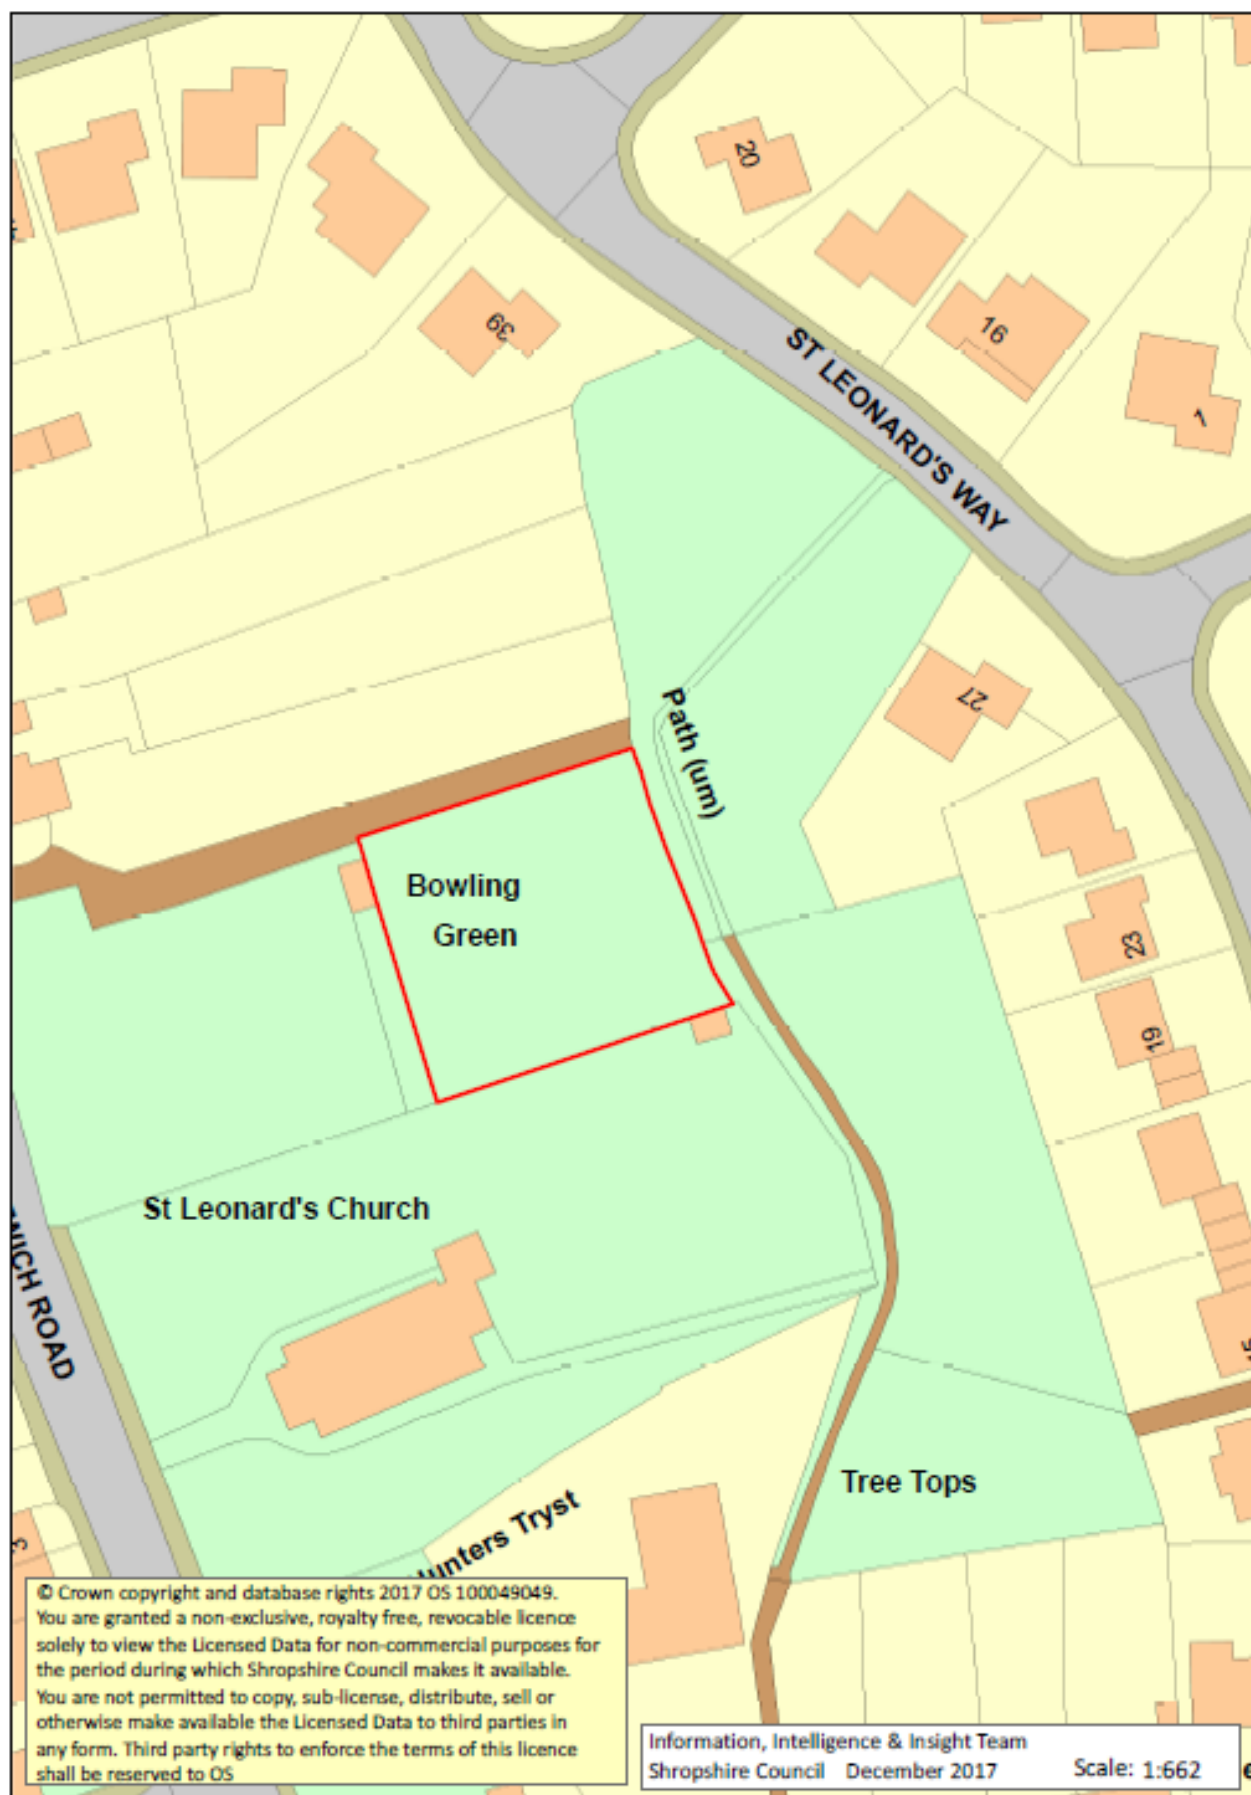 20
39
16
1
ST LEONARD'S WAY
27
Path (um)
Bowling
Green
23
19
St Leonard's Church
WICH ROAD
Tree Tops
Hunters Tryst
3
© Crown copyright and database rights 2017 OS 100049049.
You are granted a non-exclusive, royalty free, revocable licence
solely to view the Licensed Data for non-commercial purposes for
the period during which Shropshire Council makes it available.
You are not permitted to copy, sub-license, distribute, sell or
otherwise make available the Licensed Data to third parties in
any form. Third party rights to enforce the terms of this licence
shall be reserved to OS
Information, Intelligence & Insight Team
Shropshire Council December 2017 Scale: 1:662